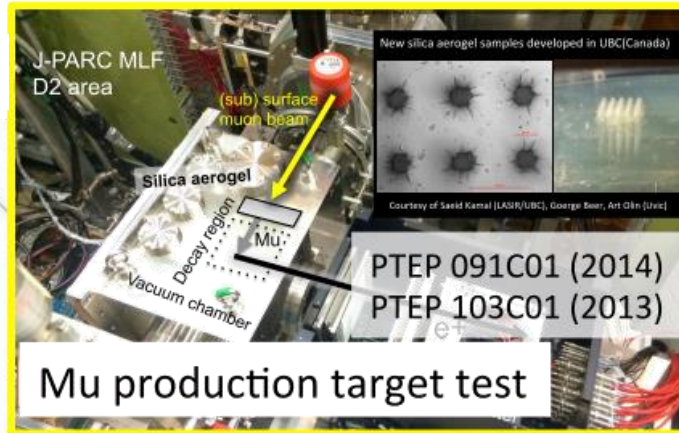 J-PARC MLF
D2 area
(sub) surface
muon beam
Silica aerogel
Decay region
Mu
Vacuum chamber
New silica aerogel samples developed in UBC(Canada)
Courtesy of Saeid Kamal (LASIR/UBC), Goerge Beer, Art Olin (Uvic)
PTEP 091C01 (2014)
PTEP 103C01 (2013)
e+
Mu production target test